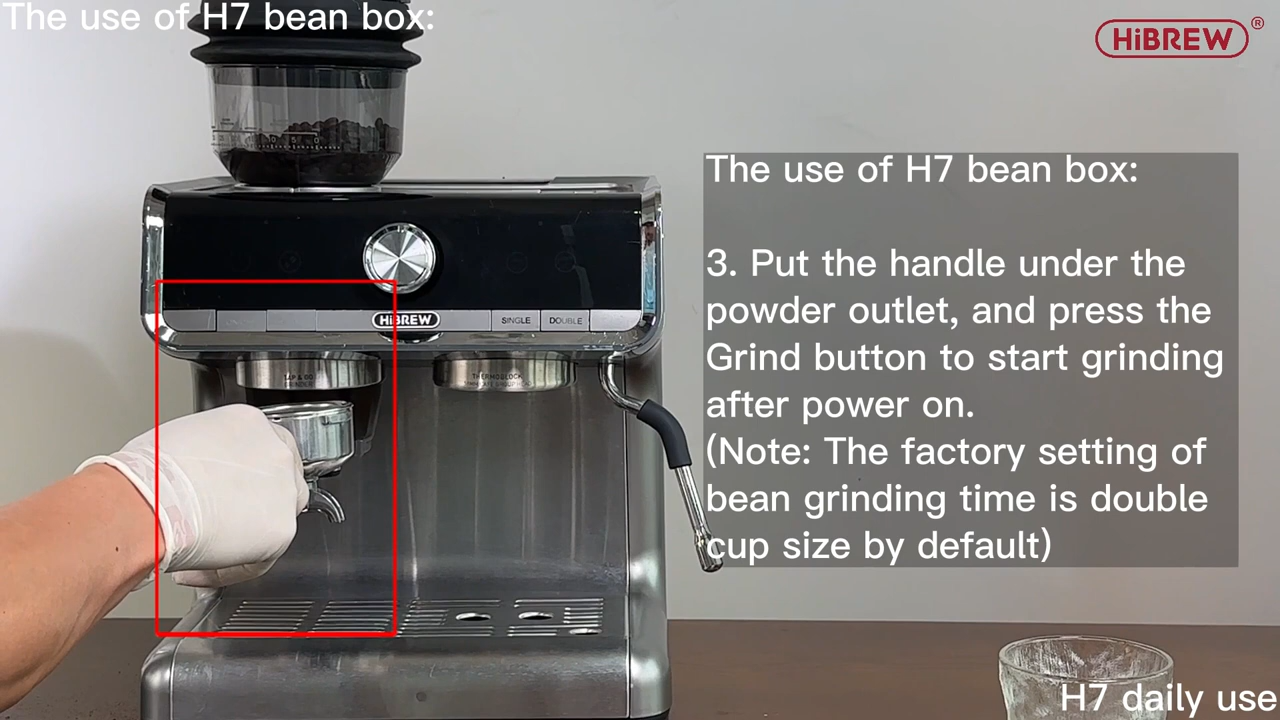 The use of H7 bean box:
HiBREW®
The use of H7 bean box:
3. Put the handle under the
powder outlet, and press the
Grind button to start grinding
after power on.
(Note: The factory setting of
bean grinding time is double
cup size by default)
HiBREW
SINGLE
DOUBLE
TAP & GO
THERMOBLOCK
H7 daily use